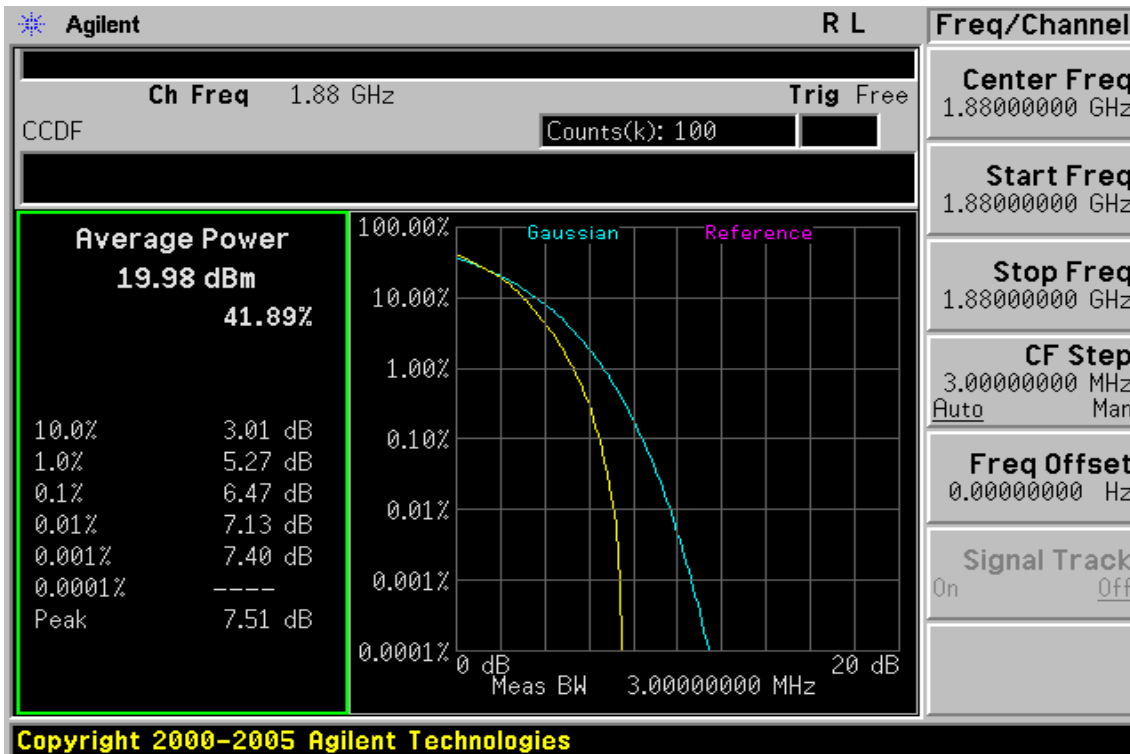 Agilent R L
Ch Freq 1.88 GHz Trig Free
CCDF Counts(k): 100
Average Power
19.98 dBm
41.89%
10.0% 3.01 dB
1.0% 5.27 dB
0.1% 6.47 dB
0.01% 7.13 dB
0.001% 7.40 dB
0.0001% ----
Peak 7.51 dB
Gaussian Reference
100.00%
10.00%
1.00%
0.10%
0.01%
0.001%
0.0001%
0 dB 20 dB
Meas BW 3.00000000 MHz
Freq/Channel
Center Freq
1.88000000 GHz
Start Freq
1.88000000 GHz
Stop Freq
1.88000000 GHz
CF Step
3.00000000 MHz
Auto Man
Freq Offset
0.00000000 Hz
Signal Track
On Off
Copyright 2000-2005 Agilent Technologies